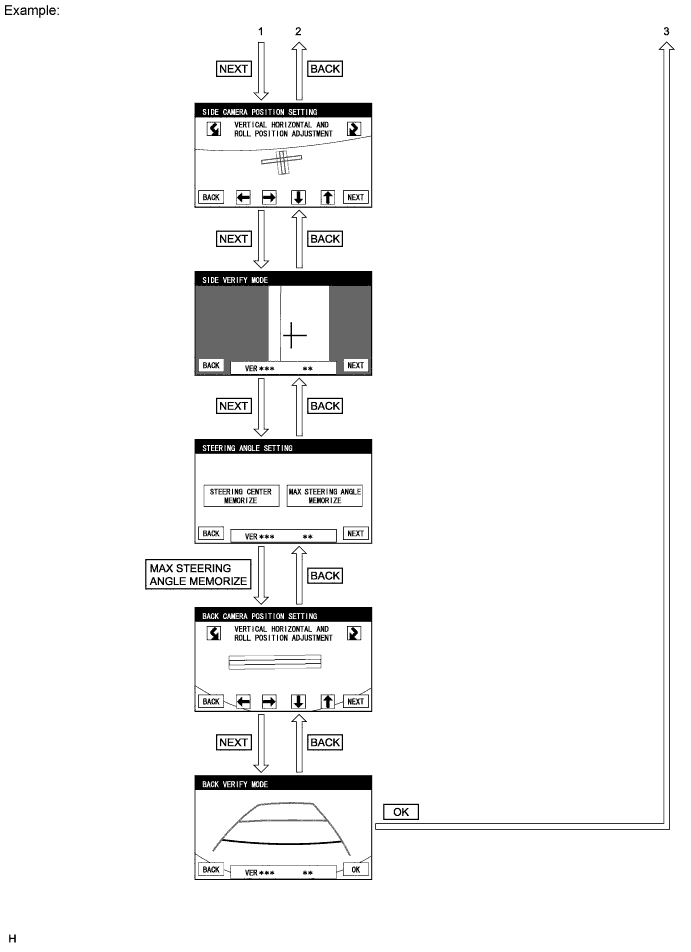 Example:
1 2 3
NEXT BACK
SIDE CAMERA POSITION SETTING
VERTICAL HORIZONTAL AND
ROLL POSITION ADJUSTMENT
BACK NEXT
NEXT BACK
SIDE VERIFY MODE
BACK VER*** ** NEXT
NEXT BACK
STEERING ANGLE SETTING
STEERING CENTER
MEMORIZE
MAX STEERING ANGLE
MEMORIZE
BACK VER*** ** NEXT
MAX STEERING
ANGLE MEMORIZE
BACK
BACK CAMERA POSITION SETTING
VERTICAL HORIZONTAL AND
ROLL POSITION ADJUSTMENT
BACK NEXT
NEXT BACK
BACK VERIFY MODE
OK
BACK VER*** ** OK
H